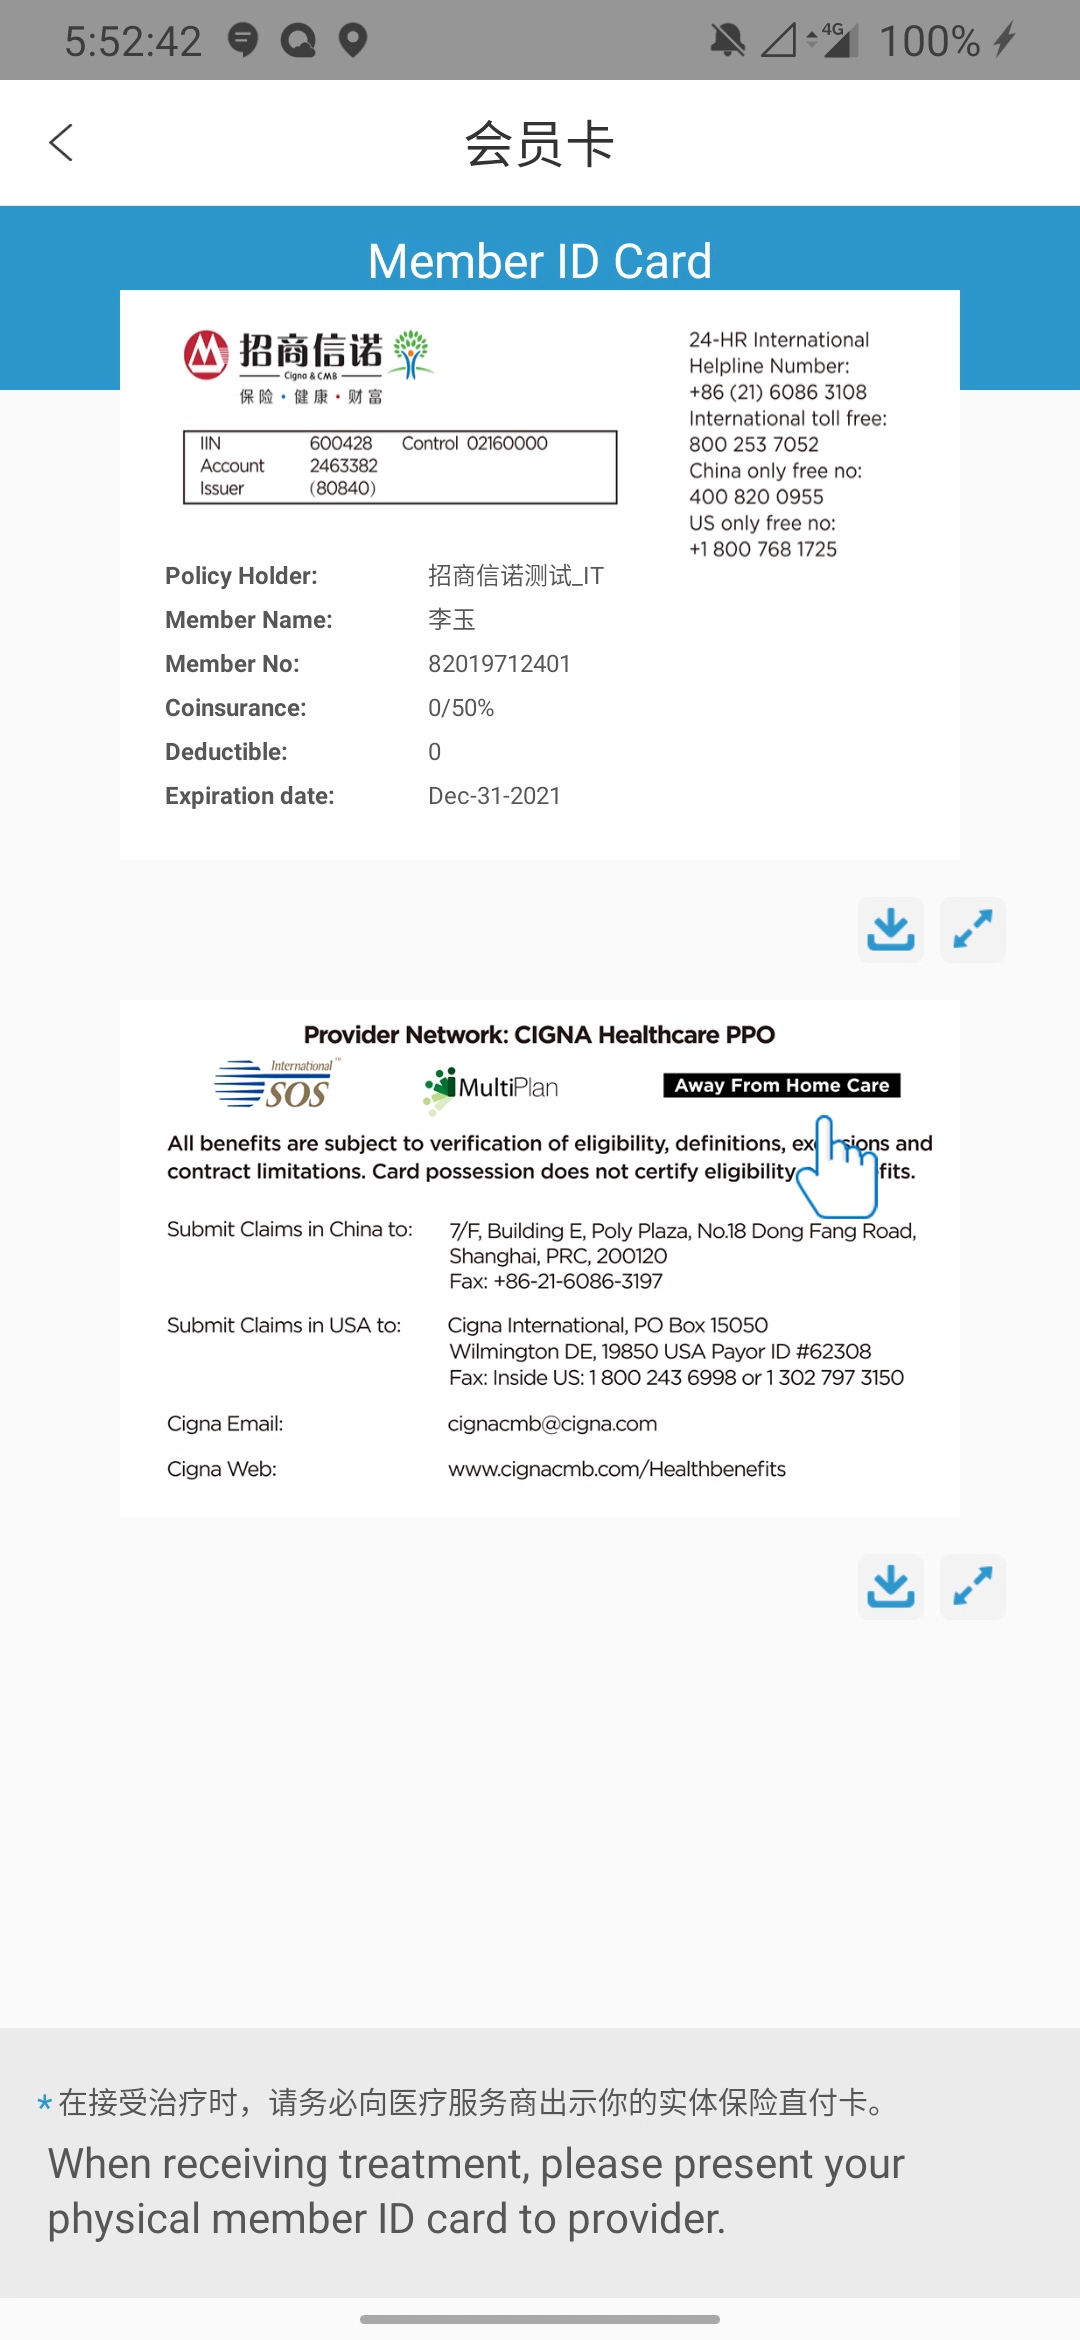 5:52:42
4G
100%
会员卡
Member ID Card
招商信诺
Cigna & CMB
保险·健康·财富
24-HR International
Helpline Number:
+86 (21) 6086 3108
International toll free:
800 253 7052
China only free no:
400 820 0955
US only free no:
+1 800 768 1725
IIN 600428 Control 02160000
Account 2463382
Issuer (80840)
Policy Holder: 招商信诺测试_IT
Member Name: 李玉
Member No: 82019712401
Coinsurance: 0/50%
Deductible: 0
Expiration date: Dec-31-2021
Provider Network: CIGNA Healthcare PPO
International SOS ™
MultiPlan
Away From Home Care
All benefits are subject to verification of eligibility, definitions, and
contract limitations. Card possession does not certify eligibility
Submit Claims in China to: 7/F, Building E, Poly Plaza, No.18 Dong Fang Road,
Shanghai, PRC, 200120
Fax: +86-21-6086-3197
Submit Claims in USA to: Cigna International, PO Box 15050
Wilmington DE, 19850 USA Payor ID #62308
Fax: Inside US: 1 800 243 6998 or 1 302 797 3150
Cigna Email: cignacmb@cigna.com
Cigna Web: www.cignacmb.com/Healthbenefits
*在接受治疗时，请务必向医疗服务商出示你的实体保险直付卡。
When receiving treatment, please present your
physical member ID card to provider.